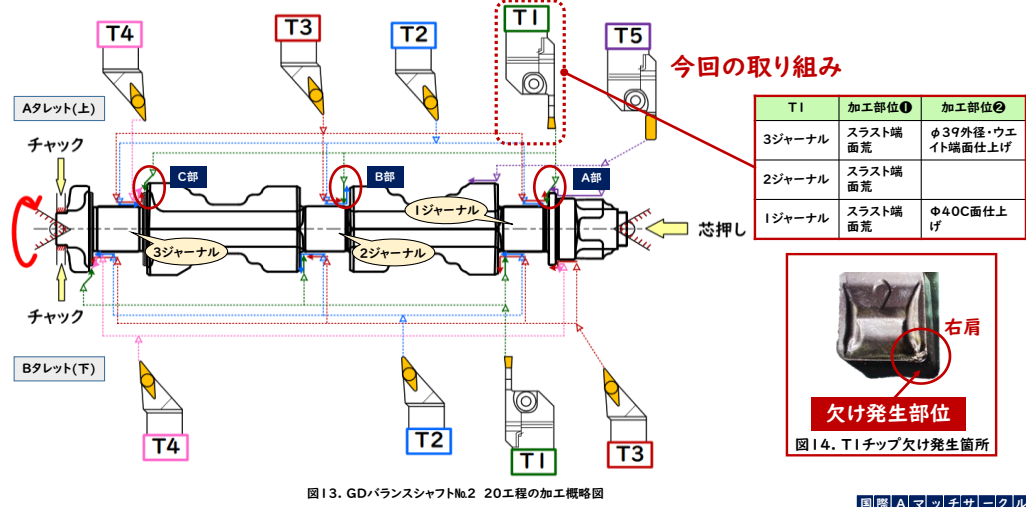 T4
T3
T2
T1
T5
今回の取り組み
Aタレット(上)
チャック
C部
B部
A部
1ジャーナル
3ジャーナル
2ジャーナル
芯押し
チャック
Bタレット(下)
T4
T2
T1
T3
図13. GDバランスシャフト№2 20工程の加工概略図
T1 加工部位❶ 加工部位❷
3ジャーナル スラスト端面荒 φ39外径・ウエイト端面仕上げ
2ジャーナル スラスト端面荒
1ジャーナル スラスト端面荒 Φ40C面仕上げ
右肩
欠け発生部位
図14. T1チップ欠け発生箇所
国際Aマッチサークル